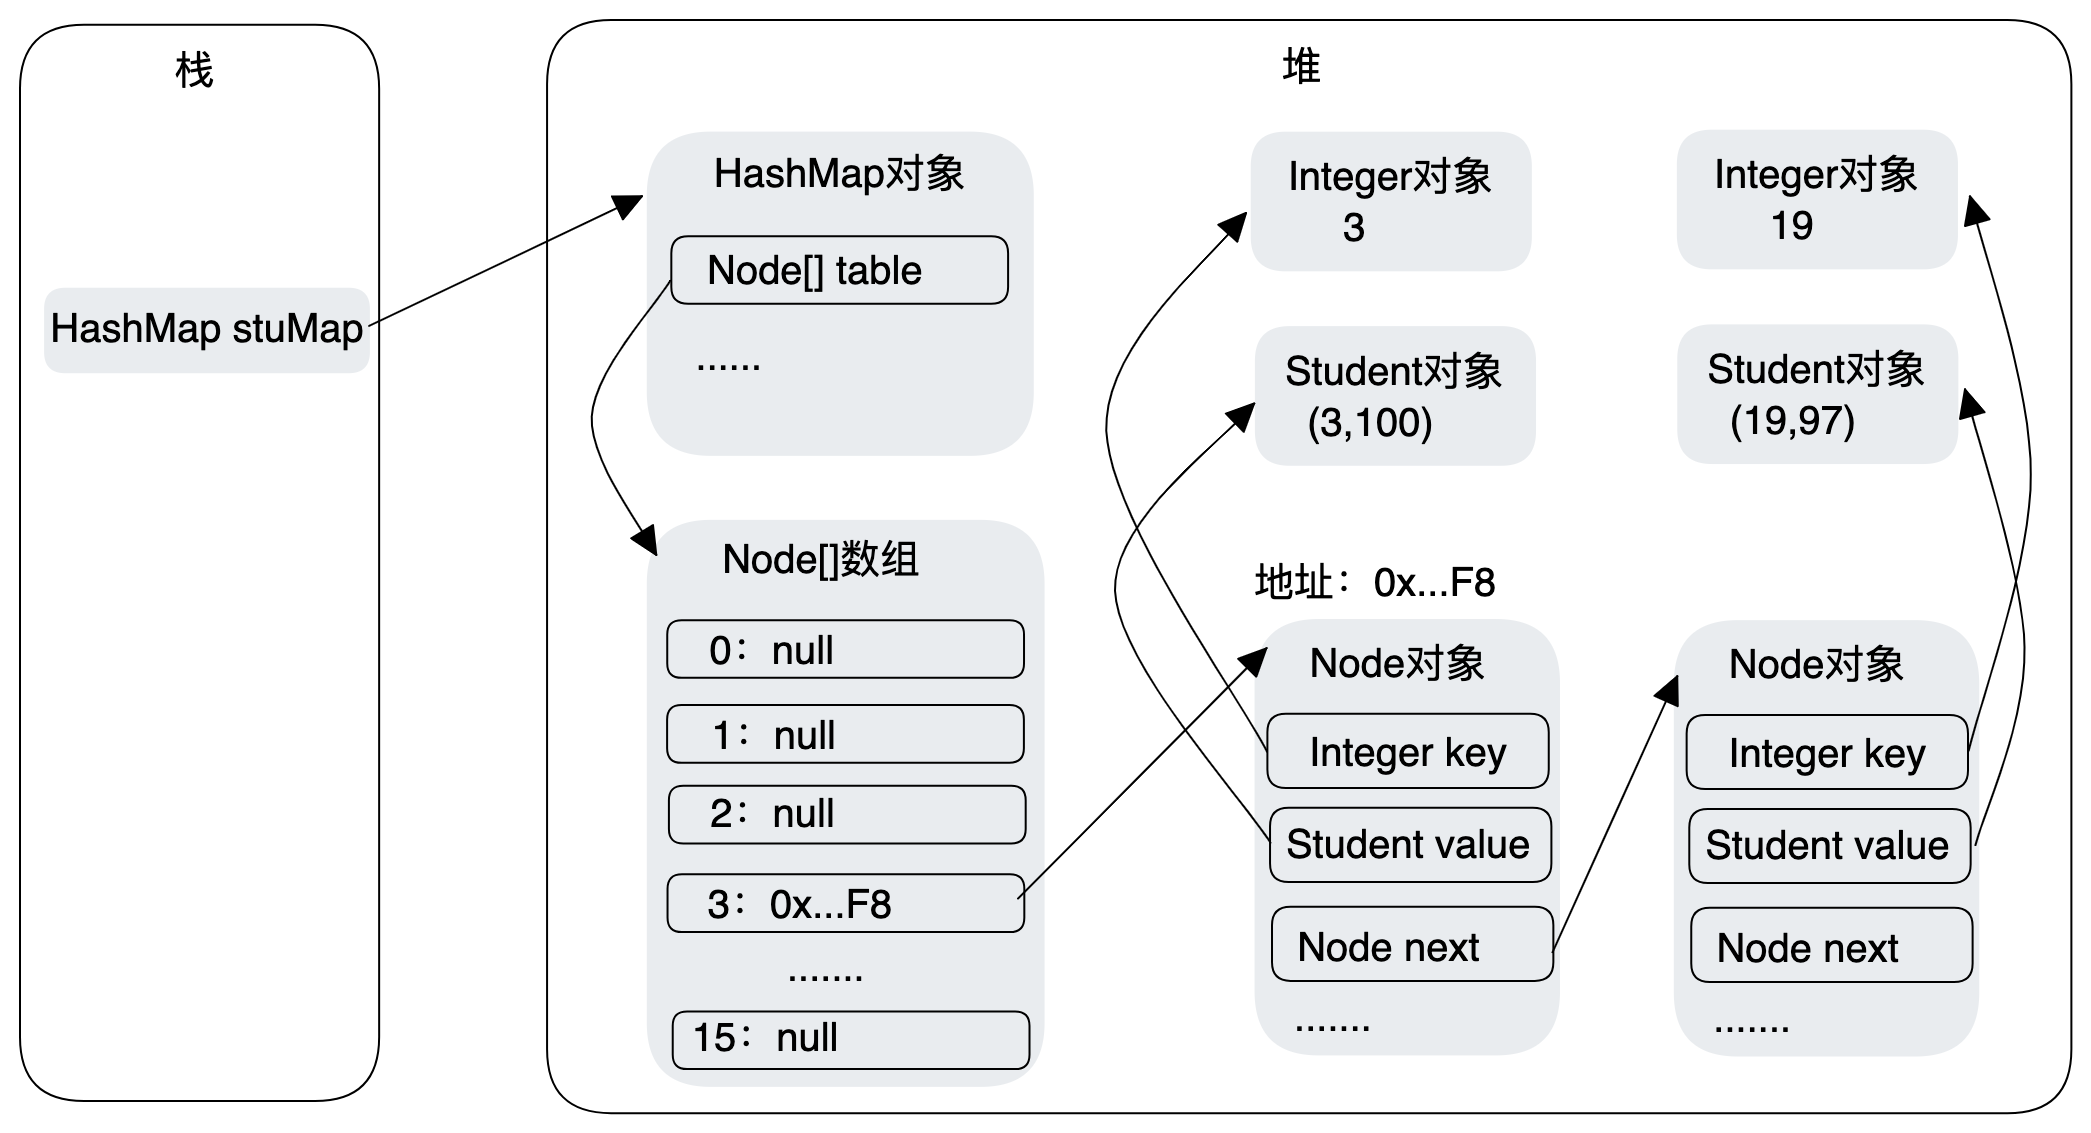 栈
HashMap stuMap
堆
HashMap对象
Node[] table
......
Node[]数组
0：null
1：null
2：null
3：0x...F8
.......
15：null
Integer对象
3
Student对象
(3,100)
地址：0x...F8
Node对象
Integer key
Student value
Node next
.......
Integer对象
19
Student对象
(19,97)
Node对象
Integer key
Student value
Node next
.......